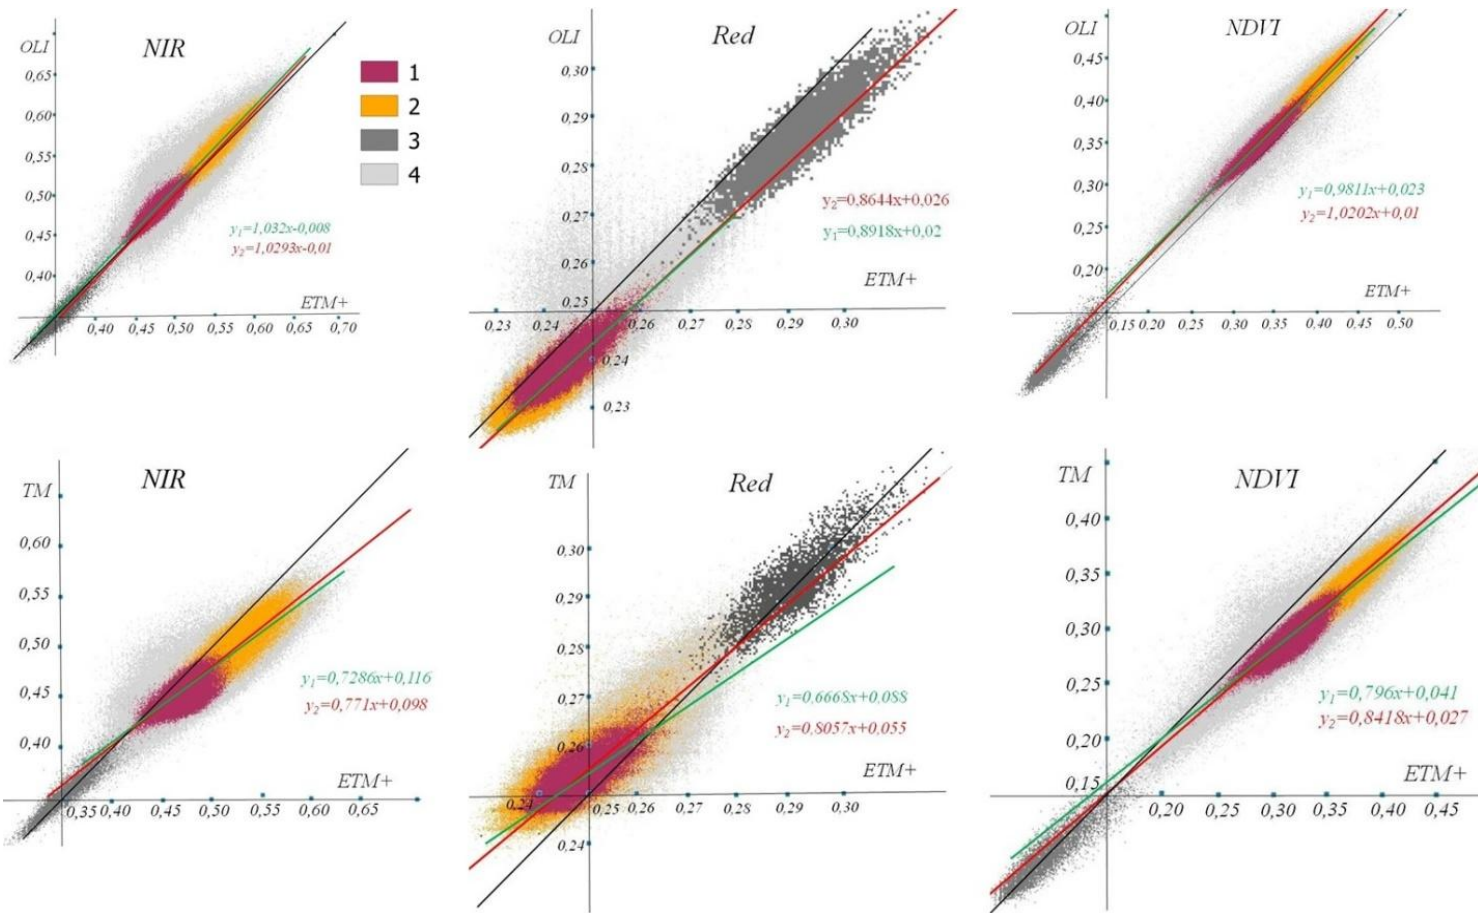 OLI
NIR
0,65
0,60
0,55
0,50
0,45
0,40
1
2
3
4
y₁=1,032x-0,008
y₂=1,0293x-0,01
ETM+
0,40 0,45 0,50 0,55 0,60 0,65 0,70
OLI
Red
0,30
0,29
0,28
0,27
0,26
0,25
y₂=0,8644x+0,026
y₁=0,8918x+0,02
ETM+
0,23 0,24 0,26 0,27 0,28 0,29 0,30
0.24
0,23
OLI
NDVI
0,45
0,40
0,35
0,30
0,25
0,20
y₁=0,9811x+0,023
y₂=1,0202x+0,01
ETM+
0,15 0,20 0,25 0,30 0,35 0,40 0,45 0,50
TM
NIR
0,60
0,55
0,50
0,45
0,40
y₁=0,7286x+0,116
y₂=0,771x+0,098
ETM+
0,35 0,40 0,45 0,50 0,55 0,60 0,65
TM
Red
0,30
0,29
0,28
0,27
0,26
y₁=0.6668x+0.088
y₂=0.8057x+0,055
ETM+
0,24 0,25 0,26 0,27 0,28 0,29 0,30
0,24
TM
NDVI
0,40
0,35
0,30
0,25
0,20
0,15
y₁=0,796x+0,041
y₂=0,8418x+0,027
ETM+
0,20 0,25 0,30 0,35 0,40 0,45